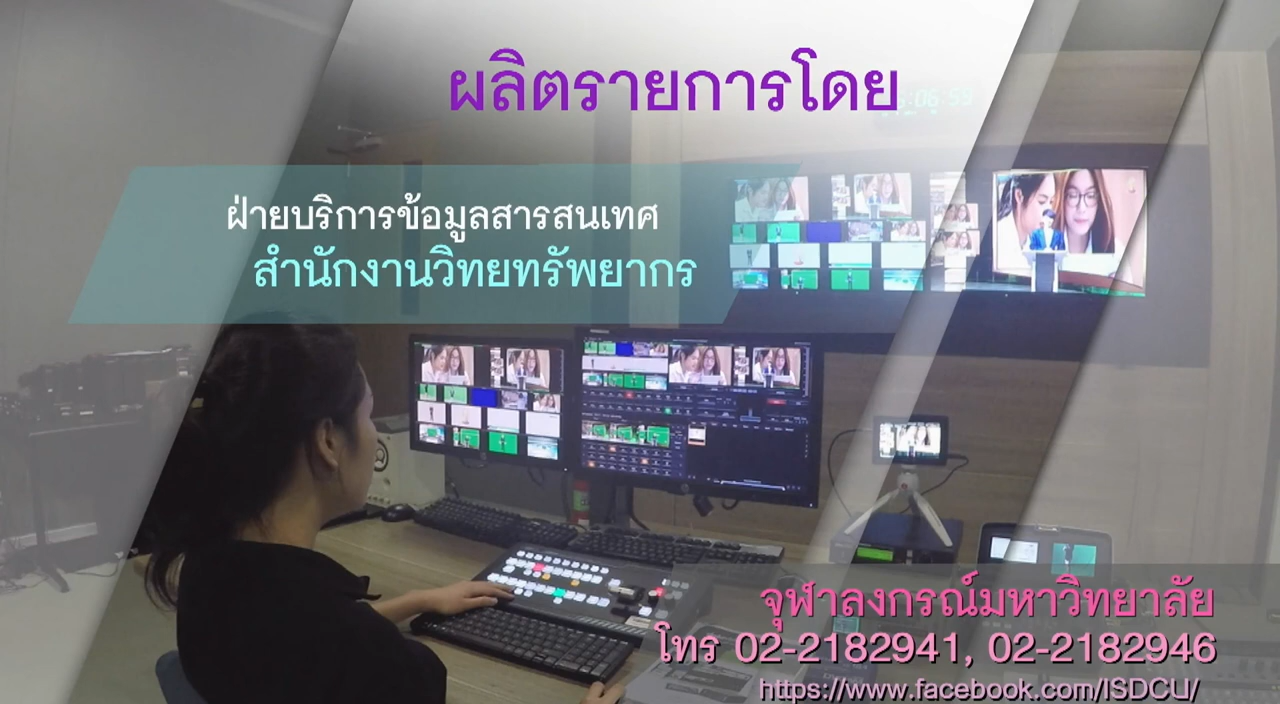 ผลิตรายการโดย
ฝ่ายบริการข้อมูลสารสนเทศ
สำนักงานวิทยทรัพยากร
จุฬาลงกรณ์มหาวิทยาลัย
โทร 02-2182941, 02-2182946
https://www.facebook.com/ISDCU/